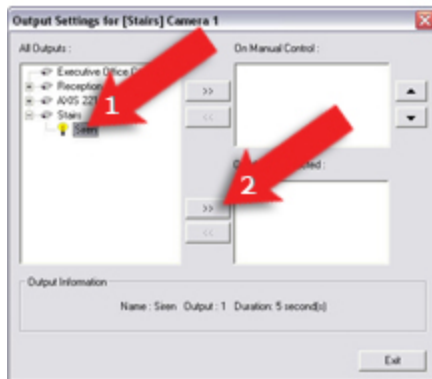 Output Settings for [Stairs] Camera 1
All Outputs :
On Manual Control :
Executive Office
Reception
>>
AXIS 221
<<
1
Stairs
Siren
2
>>
<<
Output Information
Name : Siren Output : 1 Duration: 5 second(s)
Exit